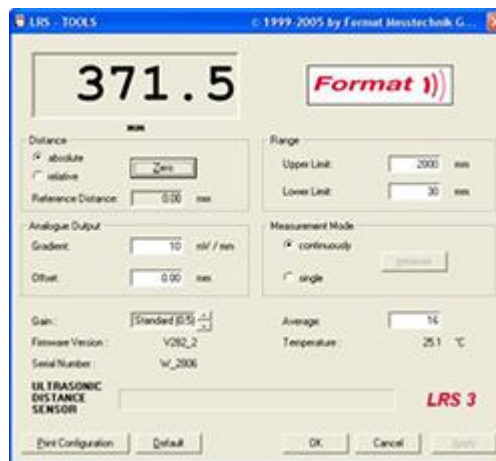 LRS - TOOLS © 1999-2005 by Format Messtechnik G...
371.5
mm
Format
Distance
absolute
relative
Zero
Reference Distance: 0.00 mm
Range
Upper Limit: 2000 mm
Lower Limit: 30 mm
Analogue Output
Gradient: 10 mV / mm
Offset: 0.00 mm
Measurement Mode
continuously
single
Gain: Standard (0.5)
Firmware Version: V282_2
Serial Number: W_2806
Average: 16
Temperature: 25.1 °C
ULTRASONIC
DISTANCE
SENSOR
LRS 3
Print Configuration Default OK Cancel Apply